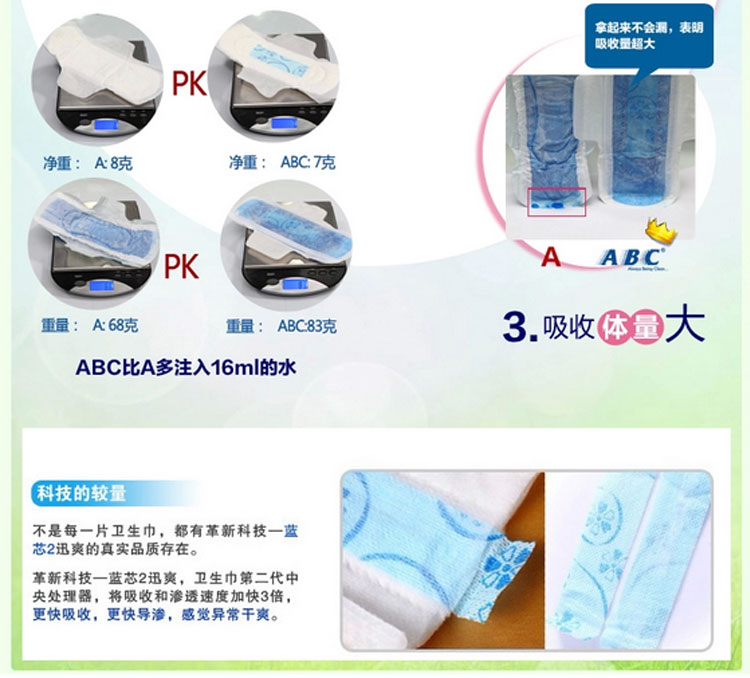 拿起来不会漏，表明
吸收量超大
PK
净重： A: 8克
净重： ABC: 7克
PK
重量： A: 68克
重量： ABC:83克
ABC比A多注入16ml的水
A
ABC®
Always Being Clean...
3.吸收体量大
科技的较量
不是每一片卫生巾，都有革新科技—蓝
芯2迅爽的真实品质存在。
革新科技—蓝芯2迅爽，卫生巾第二代中
央处理器，将吸收和渗透速度加快3倍，
更快吸收，更快导渗，感觉异常干爽。